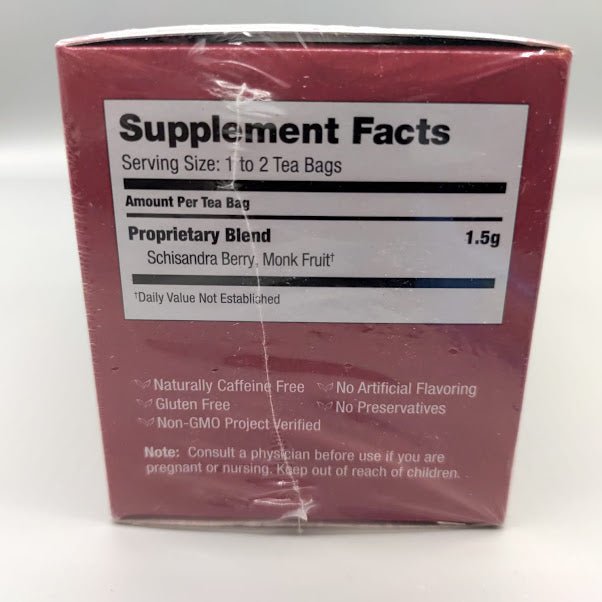 Supplement Facts
Serving Size: 1 to 2 Tea Bags
Amount Per Tea Bag
Proprietary Blend 1.5g
Schisandra Berry, Monk Fruit†
†Daily Value Not Established
Naturally Caffeine Free No Artificial Flavoring
Gluten Free No Preservatives
Non-GMO Project Verified
Note: Consult a physician before use if you are
pregnant or nursing. Keep out of reach of children.